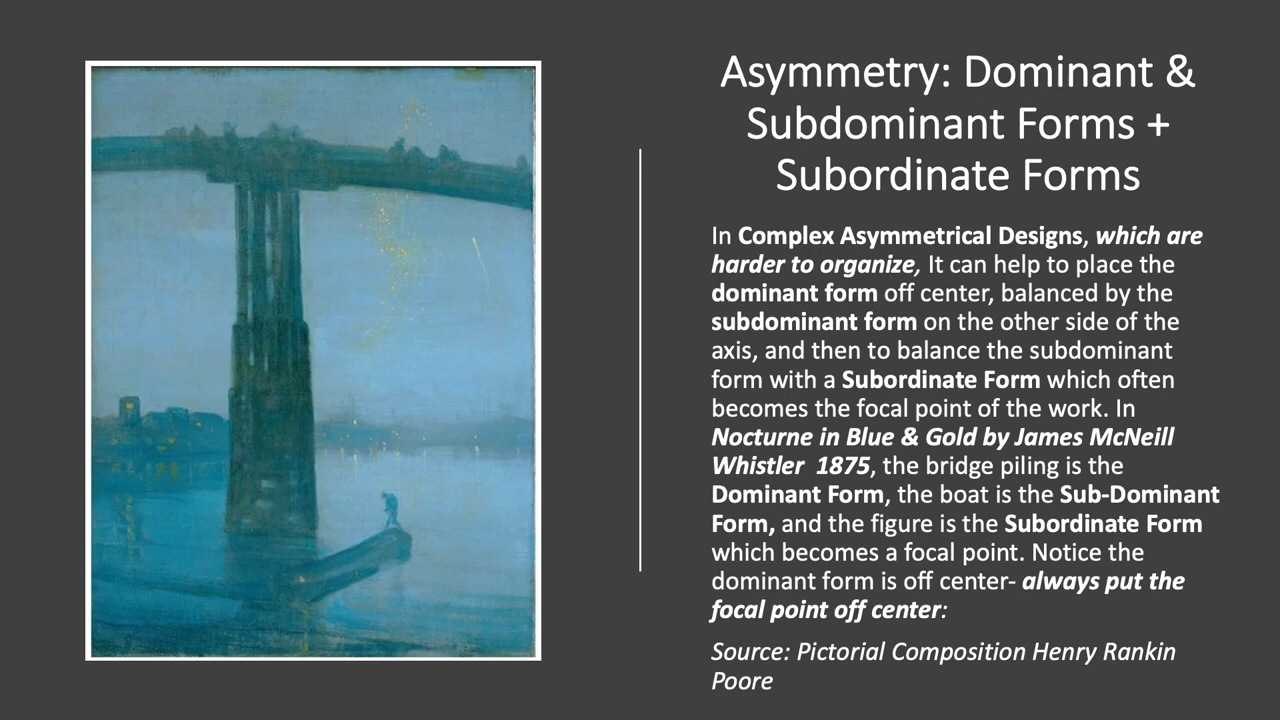 Asymmetry: Dominant &
Subdominant Forms +
Subordinate Forms
In Complex Asymmetrical Designs, which are
harder to organize, It can help to place the
dominant form off center, balanced by the
subdominant form on the other side of the
axis, and then to balance the subdominant
form with a Subordinate Form which often
becomes the focal point of the work. In
Nocturne in Blue & Gold by James McNeill
Whistler  1875, the bridge piling is the
Dominant Form, the boat is the Sub-Dominant
Form, and the figure is the Subordinate Form
which becomes a focal point. Notice the
dominant form is off center- always put the
focal point off center:
Source: Pictorial Composition Henry Rankin
Poore